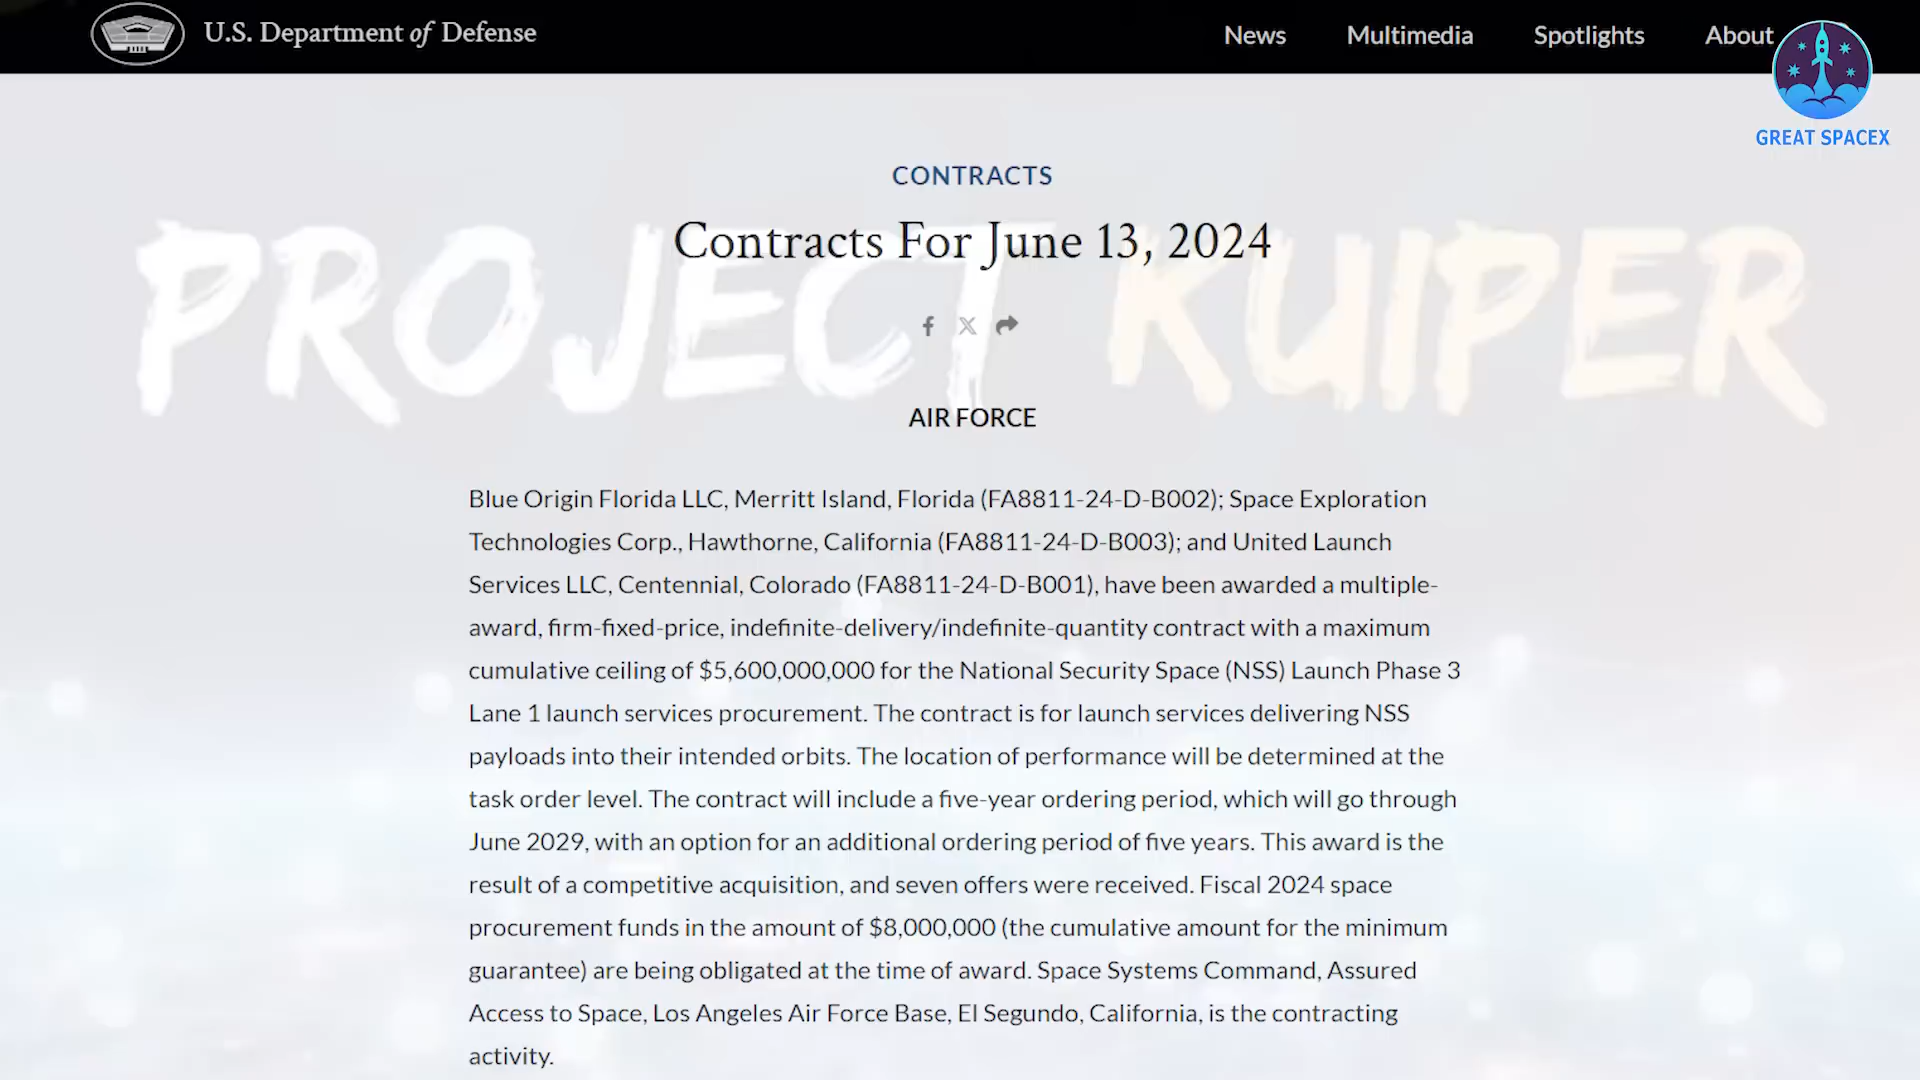 U.S. Department of Defense
News Multimedia Spotlights About
GREAT SPACEX
CONTRACTS
Contracts For June 13, 2024
PROJECT KUIPER
AIR FORCE
Blue Origin Florida LLC, Merritt Island, Florida (FA8811-24-D-B002); Space Exploration
Technologies Corp., Hawthorne, California (FA8811-24-D-B003); and United Launch
Services LLC, Centennial, Colorado (FA8811-24-D-B001), have been awarded a multiple-
award, firm-fixed-price, indefinite-delivery/indefinite-quantity contract with a maximum
cumulative ceiling of $5,600,000,000 for the National Security Space (NSS) Launch Phase 3
Lane 1 launch services procurement. The contract is for launch services delivering NSS
payloads into their intended orbits. The location of performance will be determined at the
task order level. The contract will include a five-year ordering period, which will go through
June 2029, with an option for an additional ordering period of five years. This award is the
result of a competitive acquisition, and seven offers were received. Fiscal 2024 space
procurement funds in the amount of $8,000,000 (the cumulative amount for the minimum
guarantee) are being obligated at the time of award. Space Systems Command, Assured
Access to Space, Los Angeles Air Force Base, El Segundo, California, is the contracting
activity.